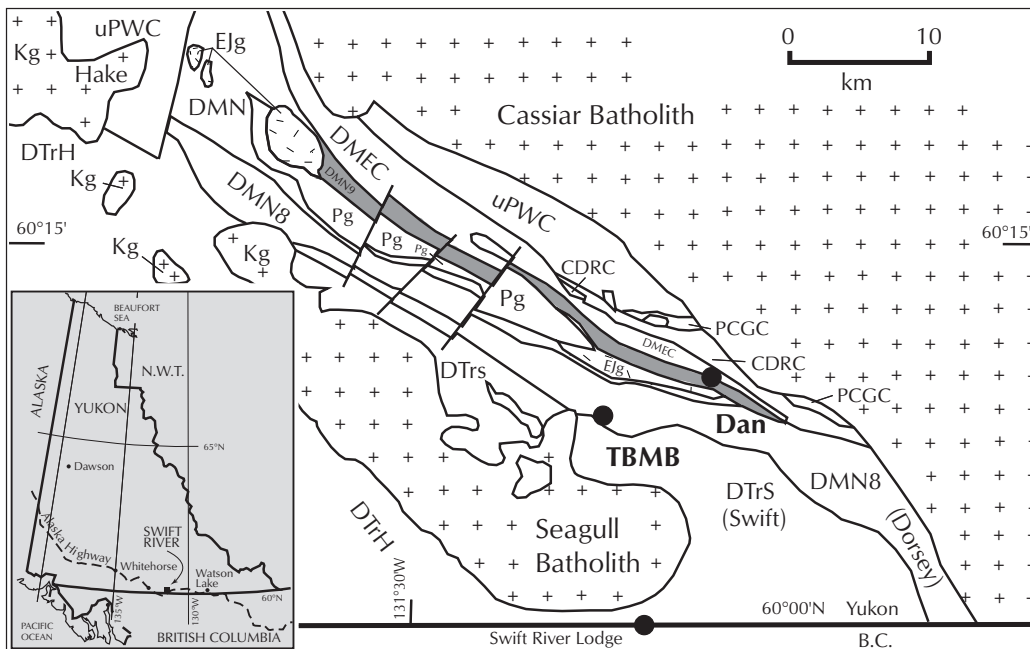 uPWC
EJg
Kg
Hake
0
10
km
DMN
Cassiar Batholith
DTrH
DMEC
DMN9
Kg
DMN8
uPWC
Pg
60°15'
Pg
Pg
60°15'
Kg
Kg
CDRC
Pg
PCGC
DMEC
CDRC
EJg
PCGC
DTrs
Dan
TBMB
DMN8
DTrS
(Swift)
(Dorsey)
DTrH
Seagull
Batholith
131°30'W
60°00'N
Yukon
Swift River Lodge
B.C.
BEAUFORT
SEA
N.W.T.
ALASKA
YUKON
65°N
Dawson
Alaska Highway
SWIFT
RIVER
Whitehorse
Watson
Lake
60°N
135°W
130°W
PACIFIC
OCEAN
BRITISH COLUMBIA